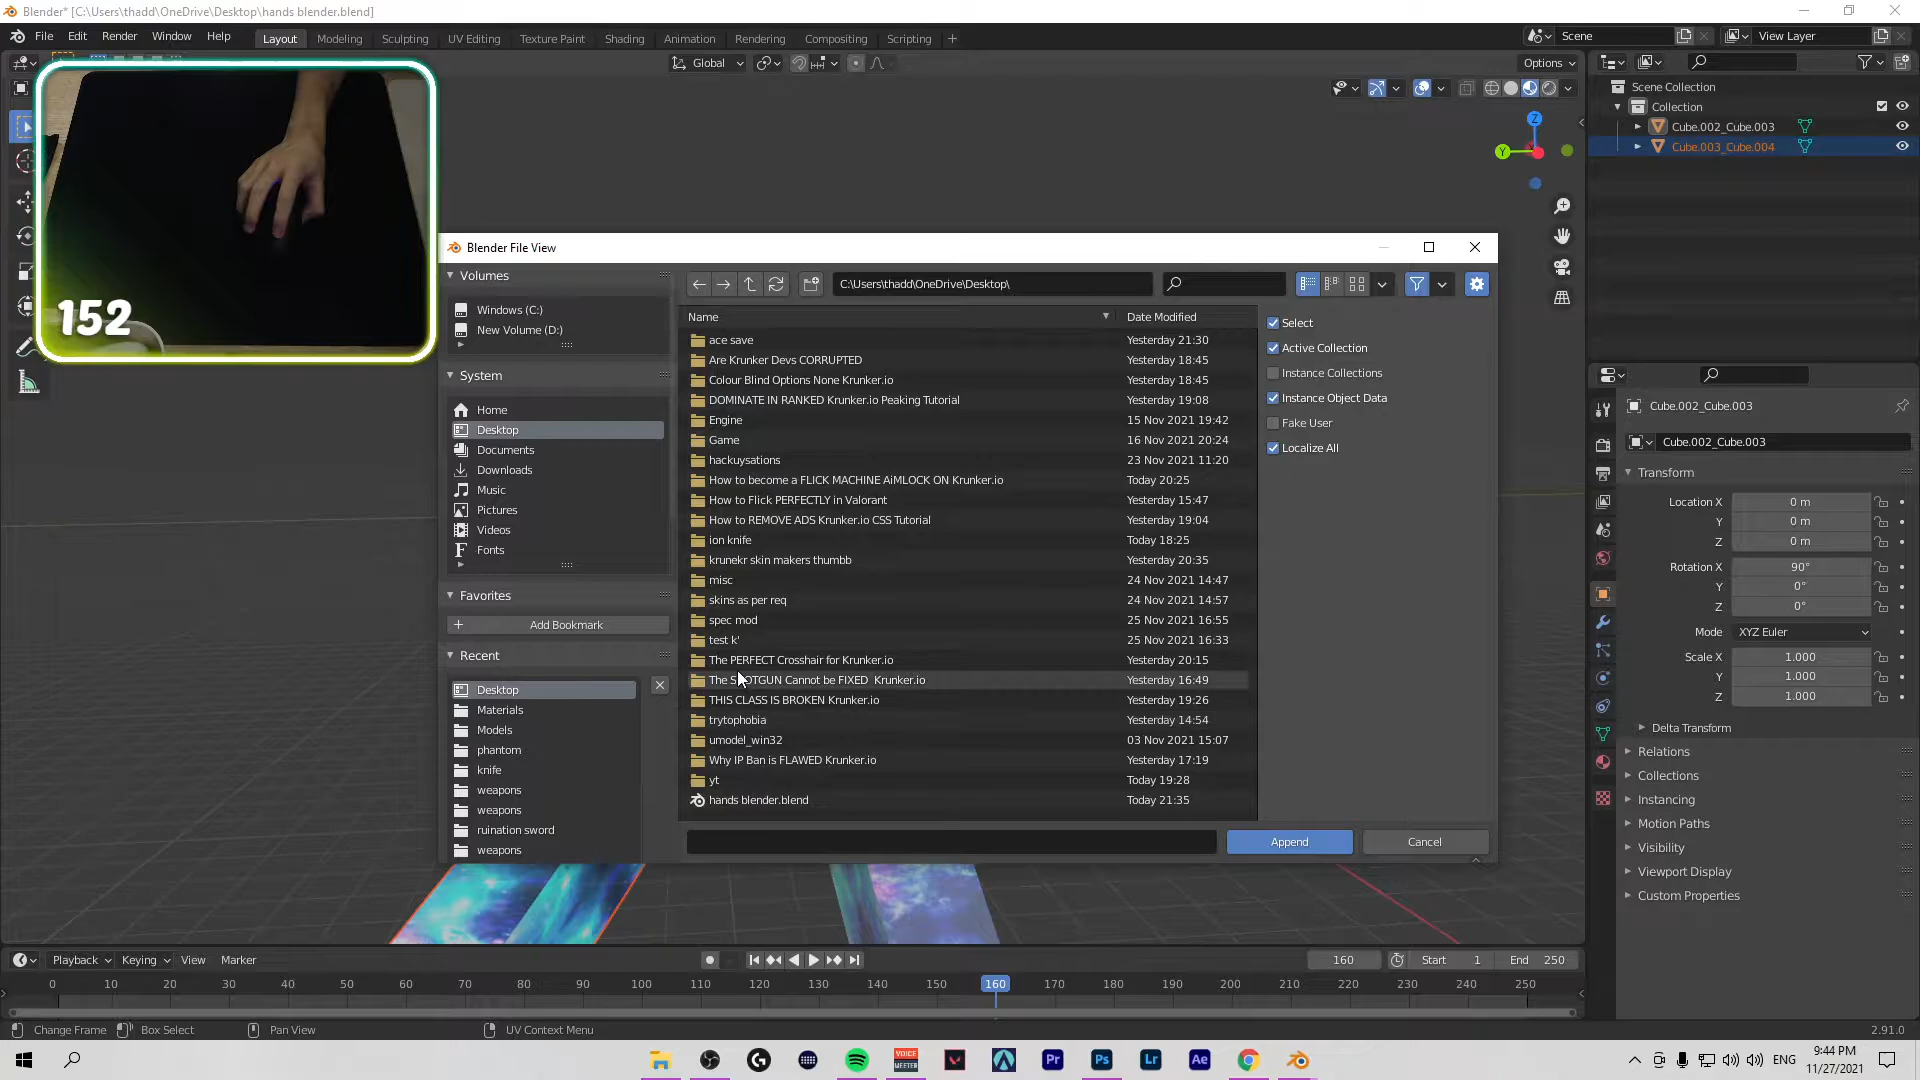 Blender* [C:\Users\thadd\OneDrive\Desktop\hands blender.blend]
File Edit Render Window Help Layout Modeling Sculpting UV Editing Texture Paint Shading Animation Rendering Compositing Scripting + Scene View Layer
Global Options
Scene Collection
Collection
Cube.002_Cube.003
Cube.003_Cube.004
152
Z
Y
Blender File View
Volumes
Windows (C:)
New Volume (D:)
System
Home
Desktop
Documents
Downloads
Music
Pictures
Videos
Fonts
Favorites
Add Bookmark
Recent
Desktop
Materials
Models
phantom
knife
weapons
weapons
ruination sword
weapons
C:\Users\thadd\OneDrive\Desktop\
Name Date Modified
ace save Yesterday 21:30
Are Krunker Devs CORRUPTED Yesterday 18:45
Colour Blind Options None Krunker.io Yesterday 18:45
DOMINATE IN RANKED Krunker.io Peaking Tutorial Yesterday 19:08
Engine 15 Nov 2021 19:42
Game 16 Nov 2021 20:24
hackuysations 23 Nov 2021 11:20
How to become a FLICK MACHINE AiMLOCK ON Krunker.io Today 20:25
How to Flick PERFECTLY in Valorant Yesterday 15:47
How to REMOVE ADS Krunker.io CSS Tutorial Yesterday 19:04
ion knife Today 18:25
krunekr skin makers thumbb Yesterday 20:35
misc 24 Nov 2021 14:47
skins as per req 24 Nov 2021 14:57
spec mod 25 Nov 2021 16:55
test k' 25 Nov 2021 16:33
The PERFECT Crosshair for Krunker.io Yesterday 20:15
The SHOTGUN Cannot be FIXED Krunker.io Yesterday 16:49
THIS CLASS IS BROKEN Krunker.io Yesterday 19:26
trytophobia Yesterday 14:54
umodel_win32 03 Nov 2021 15:07
Why IP Ban is FLAWED Krunker.io Yesterday 17:19
yt Today 19:28
hands blender.blend Today 21:35
Select
Active Collection
Instance Collections
Instance Object Data
Fake User
Localize All
Append Cancel
Cube.002_Cube.003
Cube.002_Cube.003
Transform
Location X 0 m
Y 0 m
Z 0 m
Rotation X 90°
Y 0°
Z 0°
Mode XYZ Euler
Scale X 1.000
Y 1.000
Z 1.000
Delta Transform
Relations
Collections
Instancing
Motion Paths
Visibility
Viewport Display
Custom Properties
Playback Keying View Marker 160 Start 1 End 250
0 10 20 30 40 50 60 70 80 90 100 110 120 130 140 150 160 170 180 190 200 210 220 230 240 250
Change Frame Box Select Pan View UV Context Menu 2.91.0
VOICE MEETER Pr Ps Lr Ae ENG 9:44 PM
11/27/2021